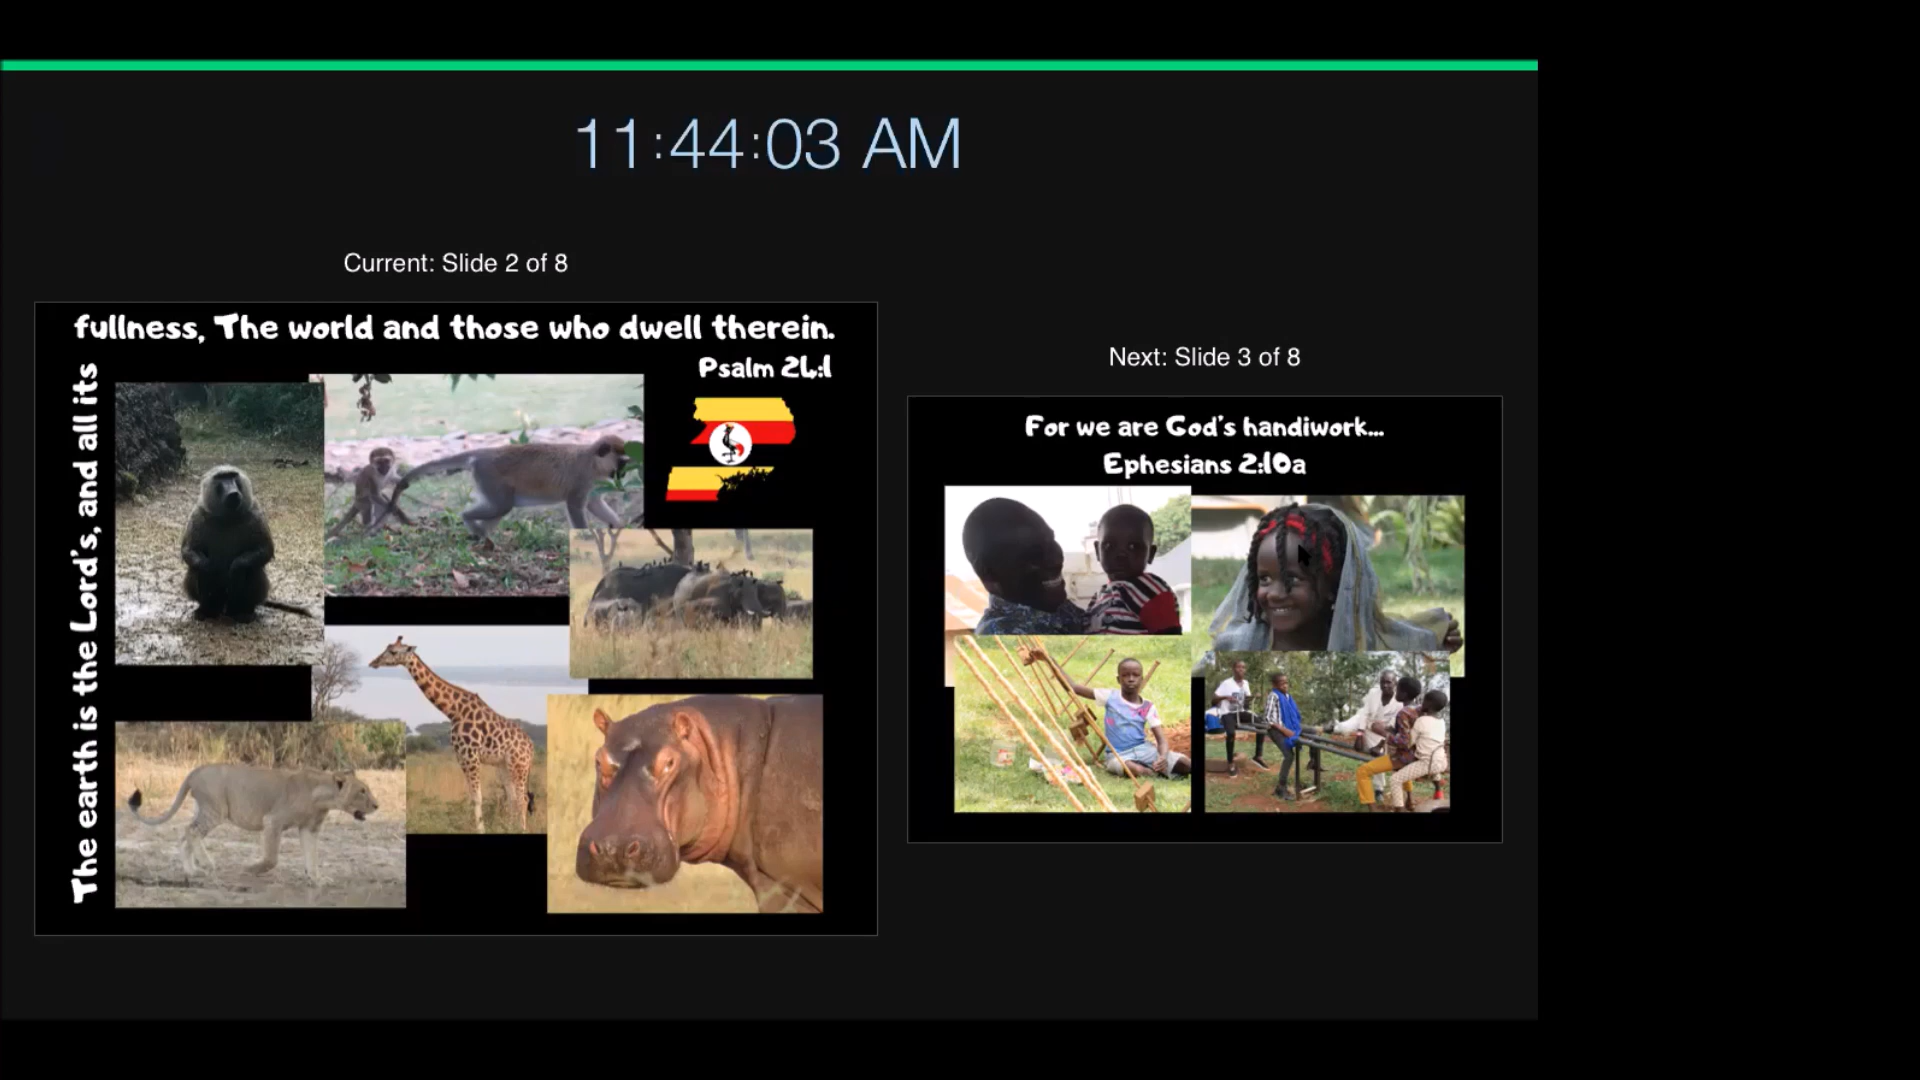 11:44:03 AM
Current: Slide 2 of 8
The earth is the Lord's, and all its
fullness, The world and those who dwell therein.
Psalm 24:1
Next: Slide 3 of 8
For we are God's handiwork...
Ephesians 2:10a